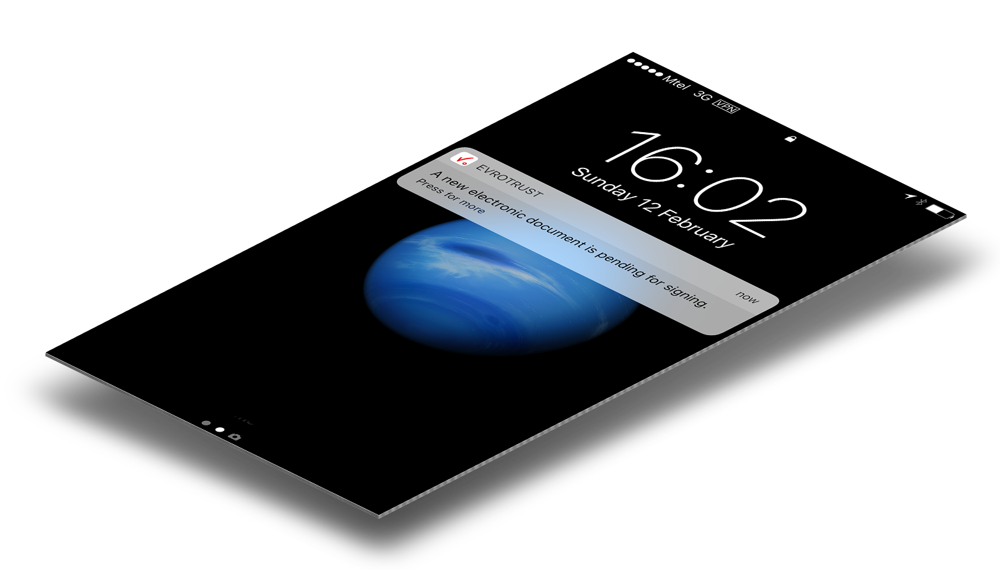 Mtel 3G VPN
16:02
Sunday 12 February
EVROTRUST
now
A new electronic document is pending for signing.
Press for more